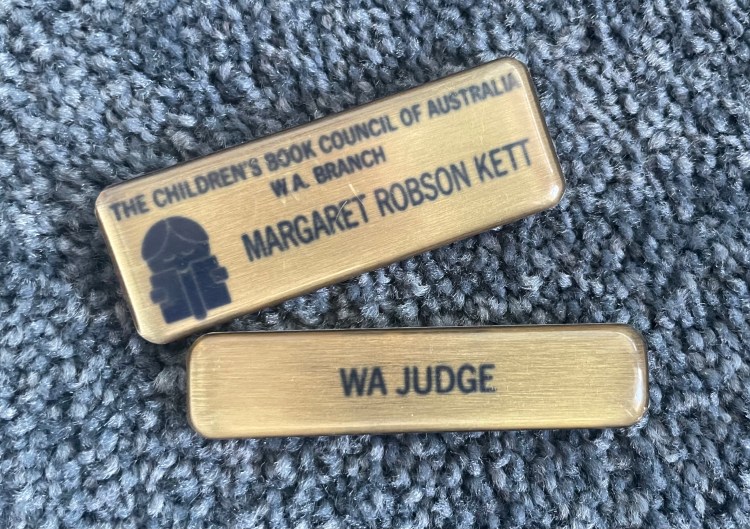 THE CHILDREN'S BOOK COUNCIL OF AUSTRALIA
W.A. BRANCH
MARGARET ROBSON KETT
WA JUDGE